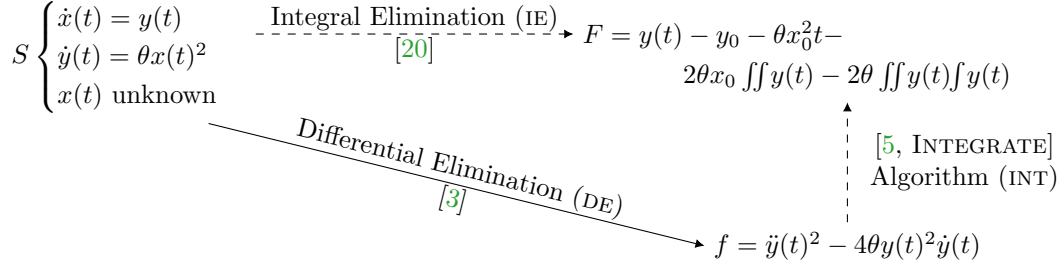 S { ẋ(t) = y(t)
ẏ(t) = θx(t)²
x(t) unknown
Integral Elimination (IE)
[20]
F = y(t) − y₀ − θx₀²t−
2θx₀ ∫∫ y(t) − 2θ ∫∫ y(t) ∫ y(t)
Differential Elimination (DE)
[3]
[5, INTEGRATE]
Algorithm (INT)
f = ÿ(t)² − 4θy(t)²ẏ(t)